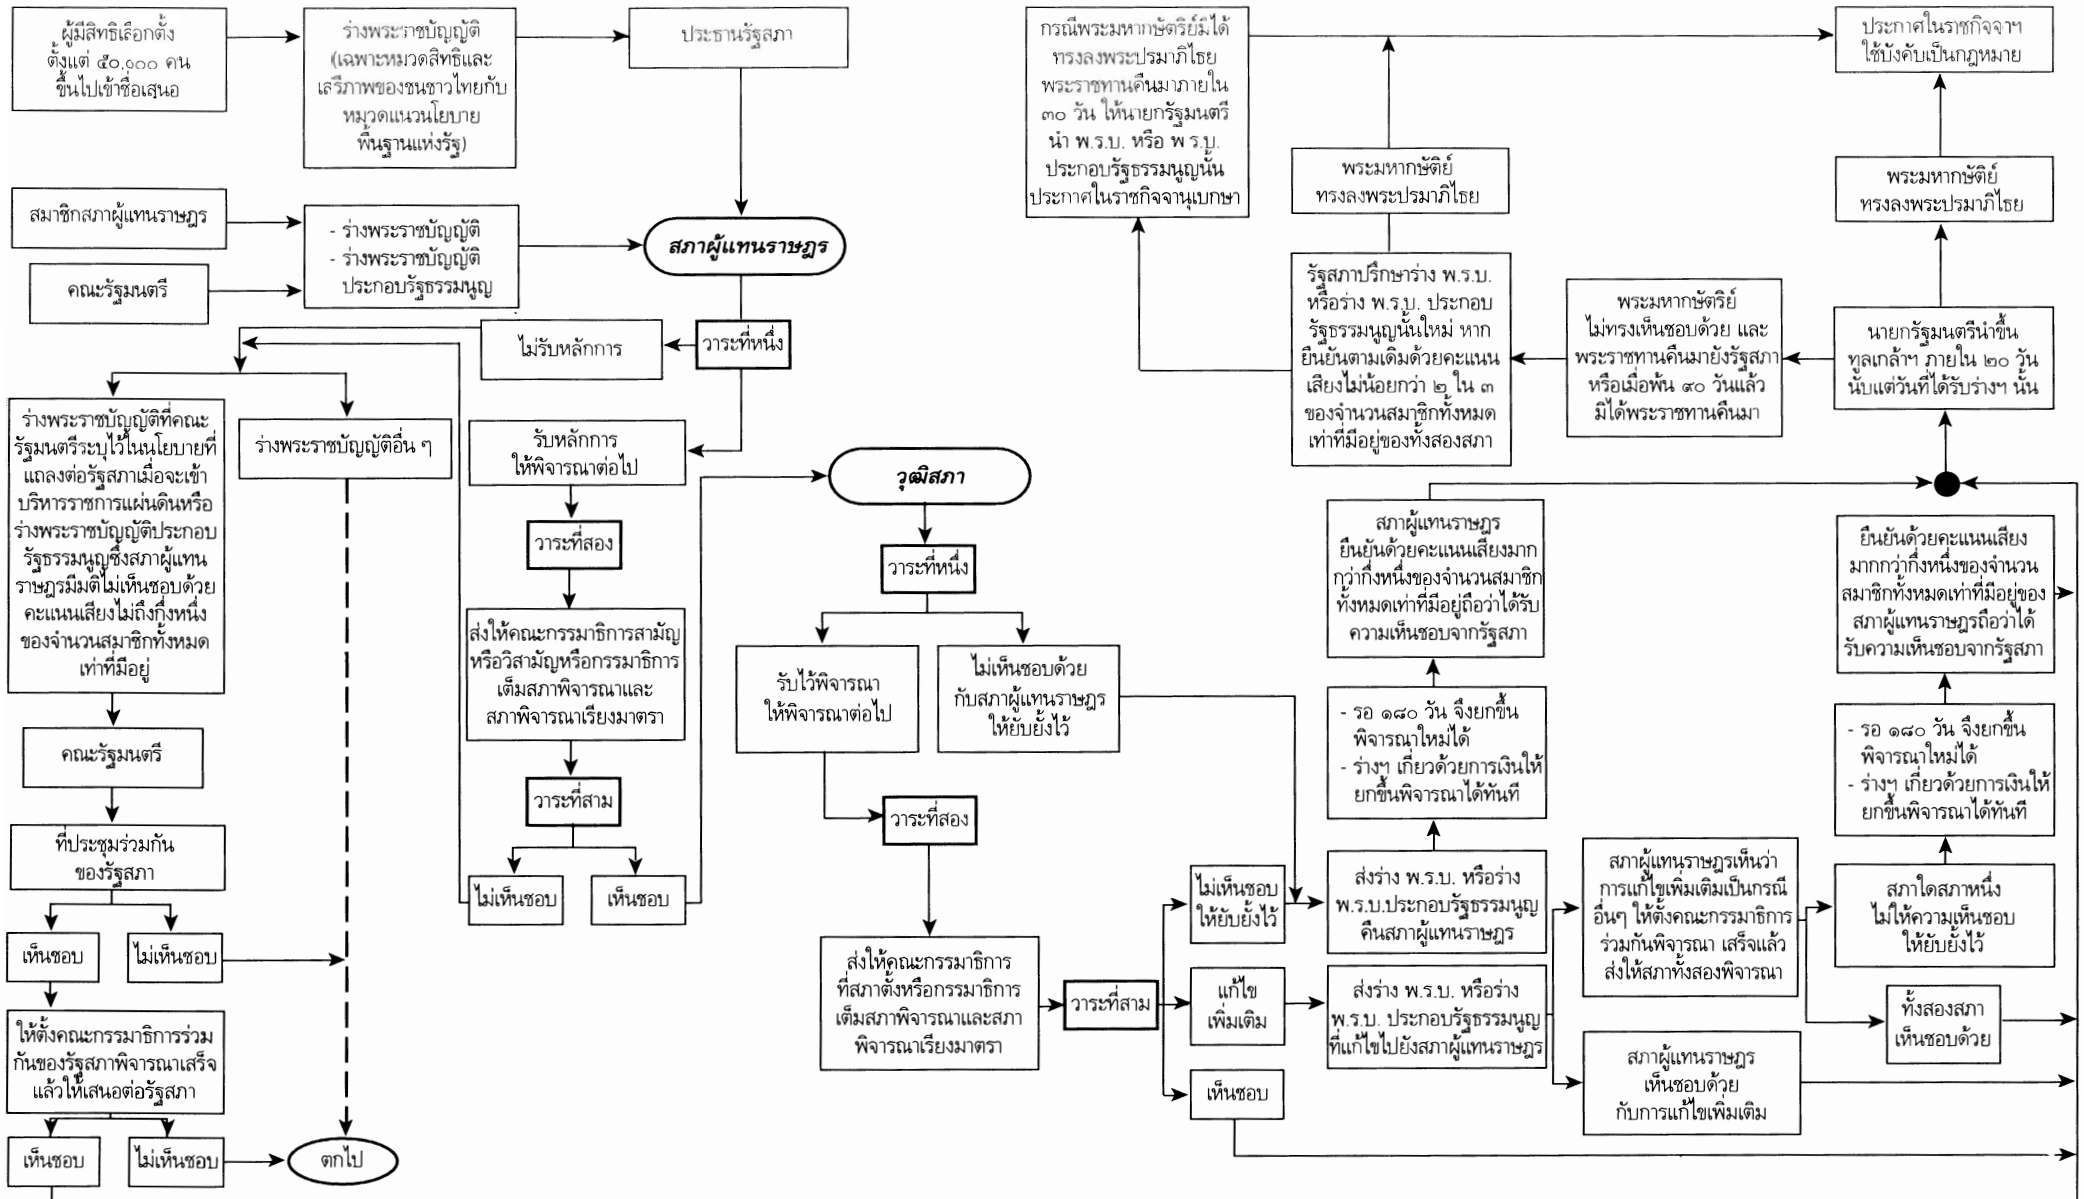 ผู้มีสิทธิเลือกตั้ง
ตั้งแต่ ๕๐,๐๐๐ คน
ขึ้นไปเข้าชื่อเสนอ
ร่างพระราชบัญญัติ
(เฉพาะหมวดสิทธิและ
เสรีภาพของชนชาวไทยกับ
หมวดแนวนโยบาย
พื้นฐานแห่งรัฐ)
ประธานรัฐสภา
สมาชิกสภาผู้แทนราษฎร
คณะรัฐมนตรี
- ร่างพระราชบัญญัติ
- ร่างพระราชบัญญัติ
ประกอบรัฐธรรมนูญ
สภาผู้แทนราษฎร
วาระที่หนึ่ง
ไม่รับหลักการ
ร่างพระราชบัญญัติที่คณะ
รัฐมนตรีระบุไว้ในนโยบายที่
แถลงต่อรัฐสภาเมื่อจะเข้า
บริหารราชการแผ่นดินหรือ
ร่างพระราชบัญญัติประกอบ
รัฐธรรมนูญซึ่งสภาผู้แทน
ราษฎรมีมติไม่เห็นชอบด้วย
คะแนนเสียงไม่ถึงกึ่งหนึ่ง
ของจำนวนสมาชิกทั้งหมด
เท่าที่มีอยู่
ร่างพระราชบัญญัติอื่น ๆ
คณะรัฐมนตรี
ที่ประชุมร่วมกัน
ของรัฐสภา
เห็นชอบ
ไม่เห็นชอบ
ให้ตั้งคณะกรรมาธิการร่วม
กันของรัฐสภาพิจารณาเสร็จ
แล้วให้เสนอต่อรัฐสภา
เห็นชอบ
ไม่เห็นชอบ
ตกไป
รับหลักการ
ให้พิจารณาต่อไป
วาระที่สอง
ส่งให้คณะกรรมาธิการสามัญ
หรือวิสามัญหรือกรรมาธิการ
เต็มสภาพิจารณาและ
สภาพิจารณาเรียงมาตรา
วาระที่สาม
ไม่เห็นชอบ
เห็นชอบ
วุฒิสภา
วาระที่หนึ่ง
รับไว้พิจารณา
ให้พิจารณาต่อไป
ไม่เห็นชอบด้วย
กับสภาผู้แทนราษฎร
ให้ยับยั้งไว้
วาระที่สอง
ส่งให้คณะกรรมาธิการ
ที่สภาตั้งหรือกรรมาธิการ
เต็มสภาพิจารณาและสภา
พิจารณาเรียงมาตรา
วาระที่สาม
ไม่เห็นชอบ
ให้ยับยั้งไว้
แก้ไข
เพิ่มเติม
เห็นชอบ
ส่งร่าง พ.ร.บ. หรือร่าง
พ.ร.บ.ประกอบรัฐธรรมนูญ
คืนสภาผู้แทนราษฎร
ส่งร่าง พ.ร.บ. หรือร่าง
พ.ร.บ. ประกอบรัฐธรรมนูญ
ที่แก้ไขไปยังสภาผู้แทนราษฎร
- รอ ๑๘๐ วัน จึงยกขึ้น
พิจารณาใหม่ได้
- ร่างฯ เกี่ยวด้วยการเงินให้
ยกขึ้นพิจารณาได้ทันที
สภาผู้แทนราษฎร
ยืนยันด้วยคะแนนเสียงมาก
กว่ากึ่งหนึ่งของจำนวนสมาชิก
ทั้งหมดเท่าที่มีอยู่ถือว่าได้รับ
ความเห็นชอบจากรัฐสภา
สภาผู้แทนราษฎรเห็นว่า
การแก้ไขเพิ่มเติมเป็นกรณี
อื่นๆ ให้ตั้งคณะกรรมาธิการ
ร่วมกันพิจารณา เสร็จแล้ว
ส่งให้สภาทั้งสองพิจารณา
สภาผู้แทนราษฎร
เห็นชอบด้วย
กับการแก้ไขเพิ่มเติม
สภาใดสภาหนึ่ง
ไม่ให้ความเห็นชอบ
ให้ยับยั้งไว้
ทั้งสองสภา
เห็นชอบด้วย
- รอ ๑๘๐ วัน จึงยกขึ้น
พิจารณาใหม่ได้
- ร่างฯ เกี่ยวด้วยการเงินให้
ยกขึ้นพิจารณาได้ทันที
ยืนยันด้วยคะแนนเสียง
มากกว่ากึ่งหนึ่งของจำนวน
สมาชิกทั้งหมดเท่าที่มีอยู่ของ
สภาผู้แทนราษฎรถือว่าได้
รับความเห็นชอบจากรัฐสภา
นายกรัฐมนตรีนำขึ้น
ทูลเกล้าฯ ภายใน ๒๐ วัน
นับแต่วันที่ได้รับร่างฯ นั้น
พระมหากษัติย์
ทรงลงพระปรมาภิไธย
ประกาศในราชกิจจาฯ
ใช้บังคับเป็นกฎหมาย
พระมหากษัตริย์
ไม่ทรงเห็นชอบด้วย และ
พระราชทานคืนมายังรัฐสภา
หรือเมื่อพ้น ๙๐ วันแล้ว
มิได้พระราชทานคืนมา
รัฐสภาปรึกษาร่าง พ.ร.บ.
หรือร่าง พ.ร.บ. ประกอบ
รัฐธรรมนูญนั้นใหม่ หาก
ยืนยันตามเดิมด้วยคะแนน
เสียงไม่น้อยกว่า ๒ ใน ๓
ของจำนวนสมาชิกทั้งหมด
เท่าที่มีอยู่ของทั้งสองสภา
พระมหากษัติย์
ทรงลงพระปรมาภิไธย
กรณีพระมหากษัตริย์มิได้
ทรงลงพระปรมาภิไธย
พระราชทานคืนมาภายใน
๓๐ วัน ให้นายกรัฐมนตรี
นำ พ.ร.บ. หรือ พ ร.บ.
ประกอบรัฐธรรมนูญนั้น
ประกาศในราชกิจจานุเบกษา